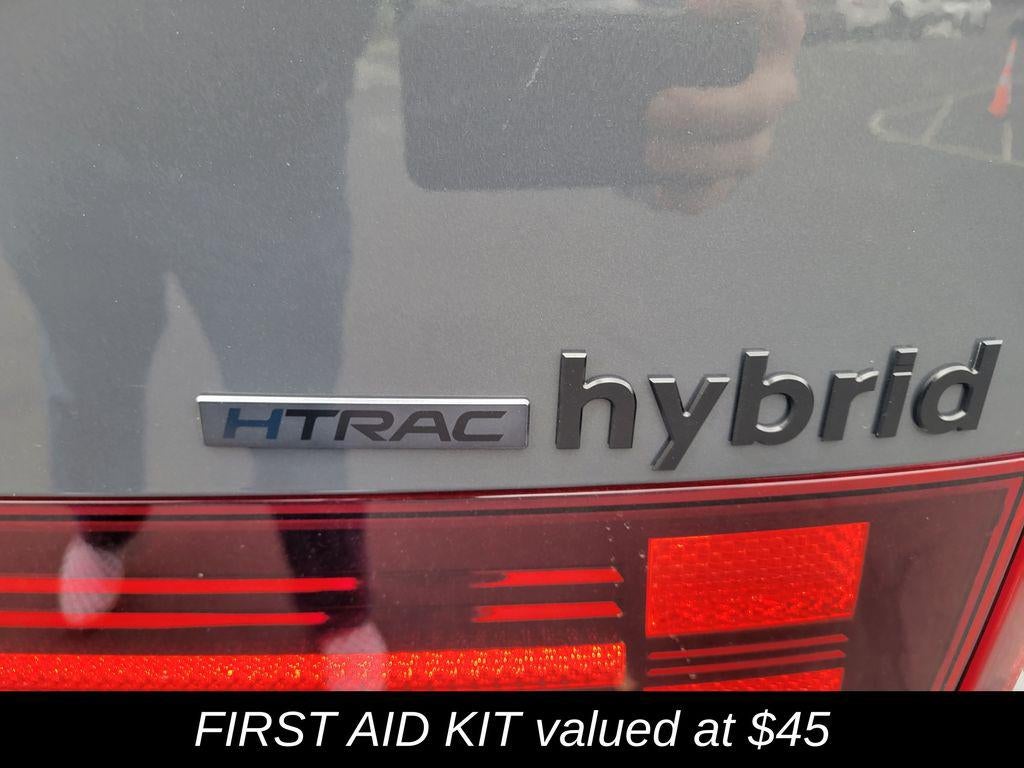 HTRAC hybrid
FIRST AID KIT valued at $45